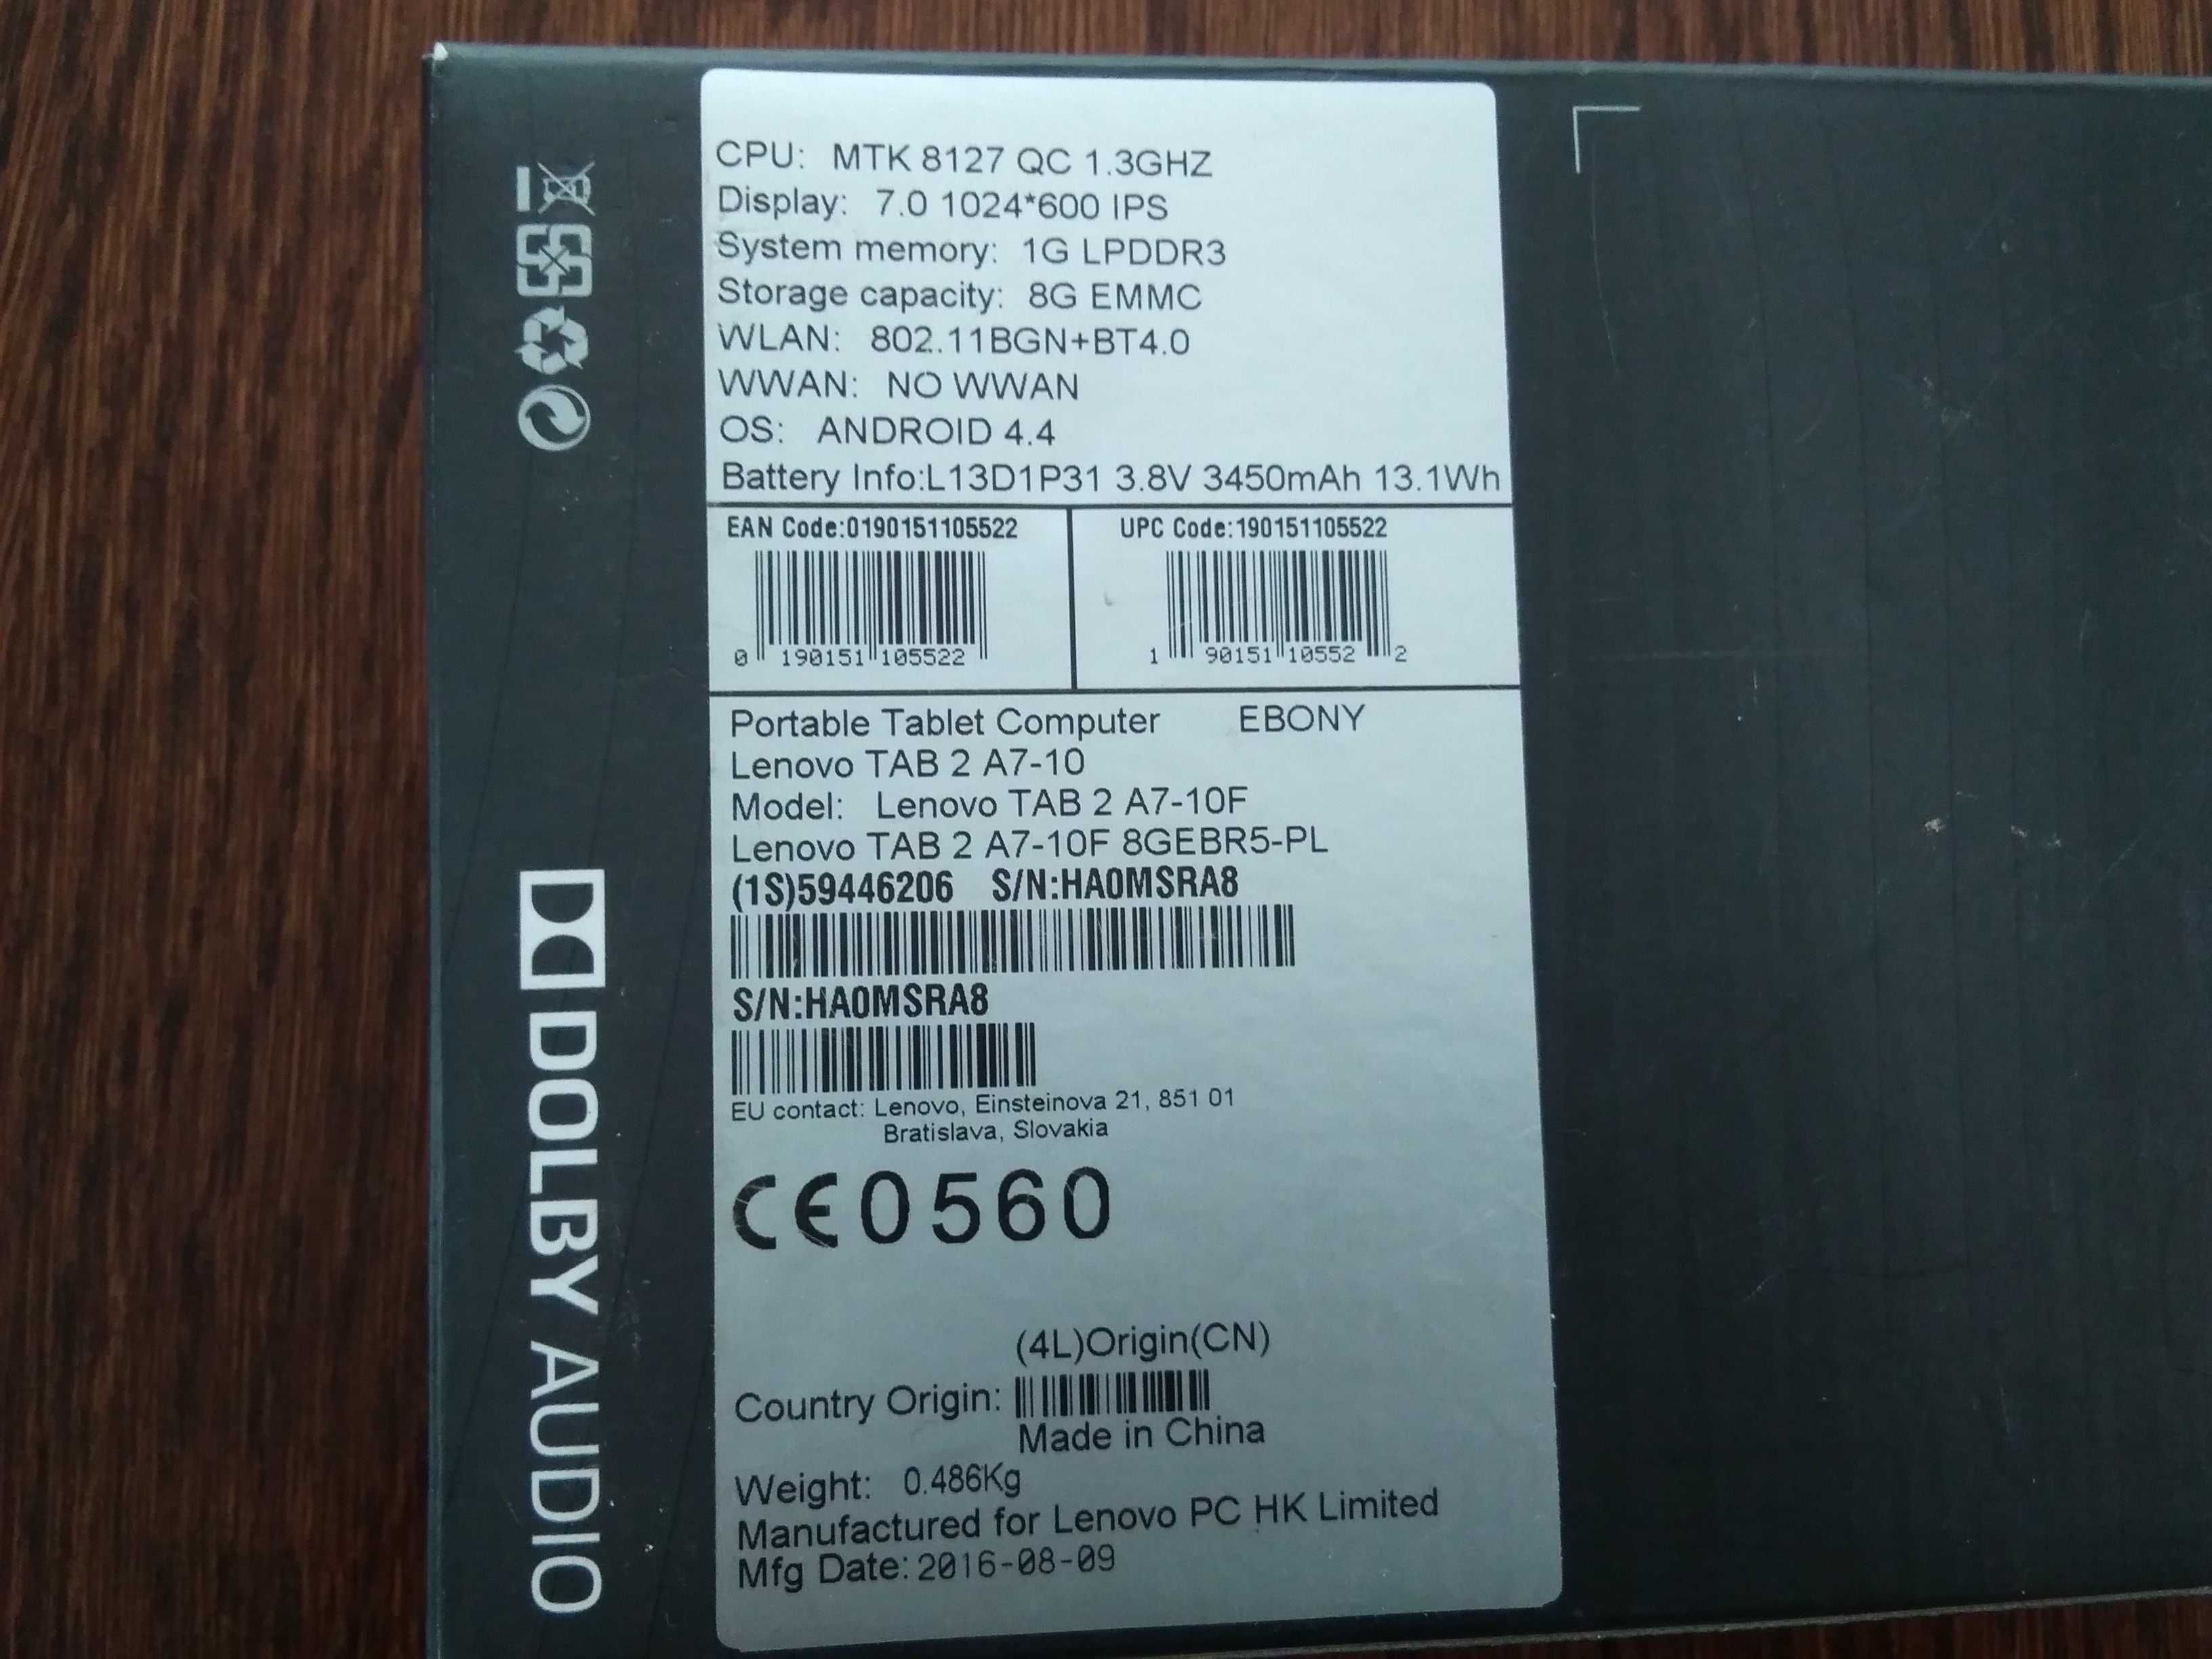 CPU: MTK 8127 QC 1.3GHZ
Display: 7.0 1024*600 IPS
System memory: 1G LPDDR3
Storage capacity: 8G EMMC
WLAN: 802.11BGN+BT4.0
WWAN: NO WWAN
OS: ANDROID 4.4
Battery Info:L13D1P31 3.8V 3450mAh 13.1Wh
EAN Code:0190151105522
0 190151 105522
UPC Code:190151105522
1 90151 10552 2
Portable Tablet Computer EBONY
Lenovo TAB 2 A7-10
Model: Lenovo TAB 2 A7-10F
Lenovo TAB 2 A7-10F 8GEBR5-PL
(1S)59446206 S/N:HA0MSRA8
S/N:HA0MSRA8
EU contact: Lenovo, Einsteinova 21, 851 01
Bratislava, Slovakia
CE0560
(4L)Origin(CN)
Country Origin:
Made in China
Weight: 0.486Kg
Manufactured for Lenovo PC HK Limited
Mfg Date: 2016-08-09
DOLBY AUDIO